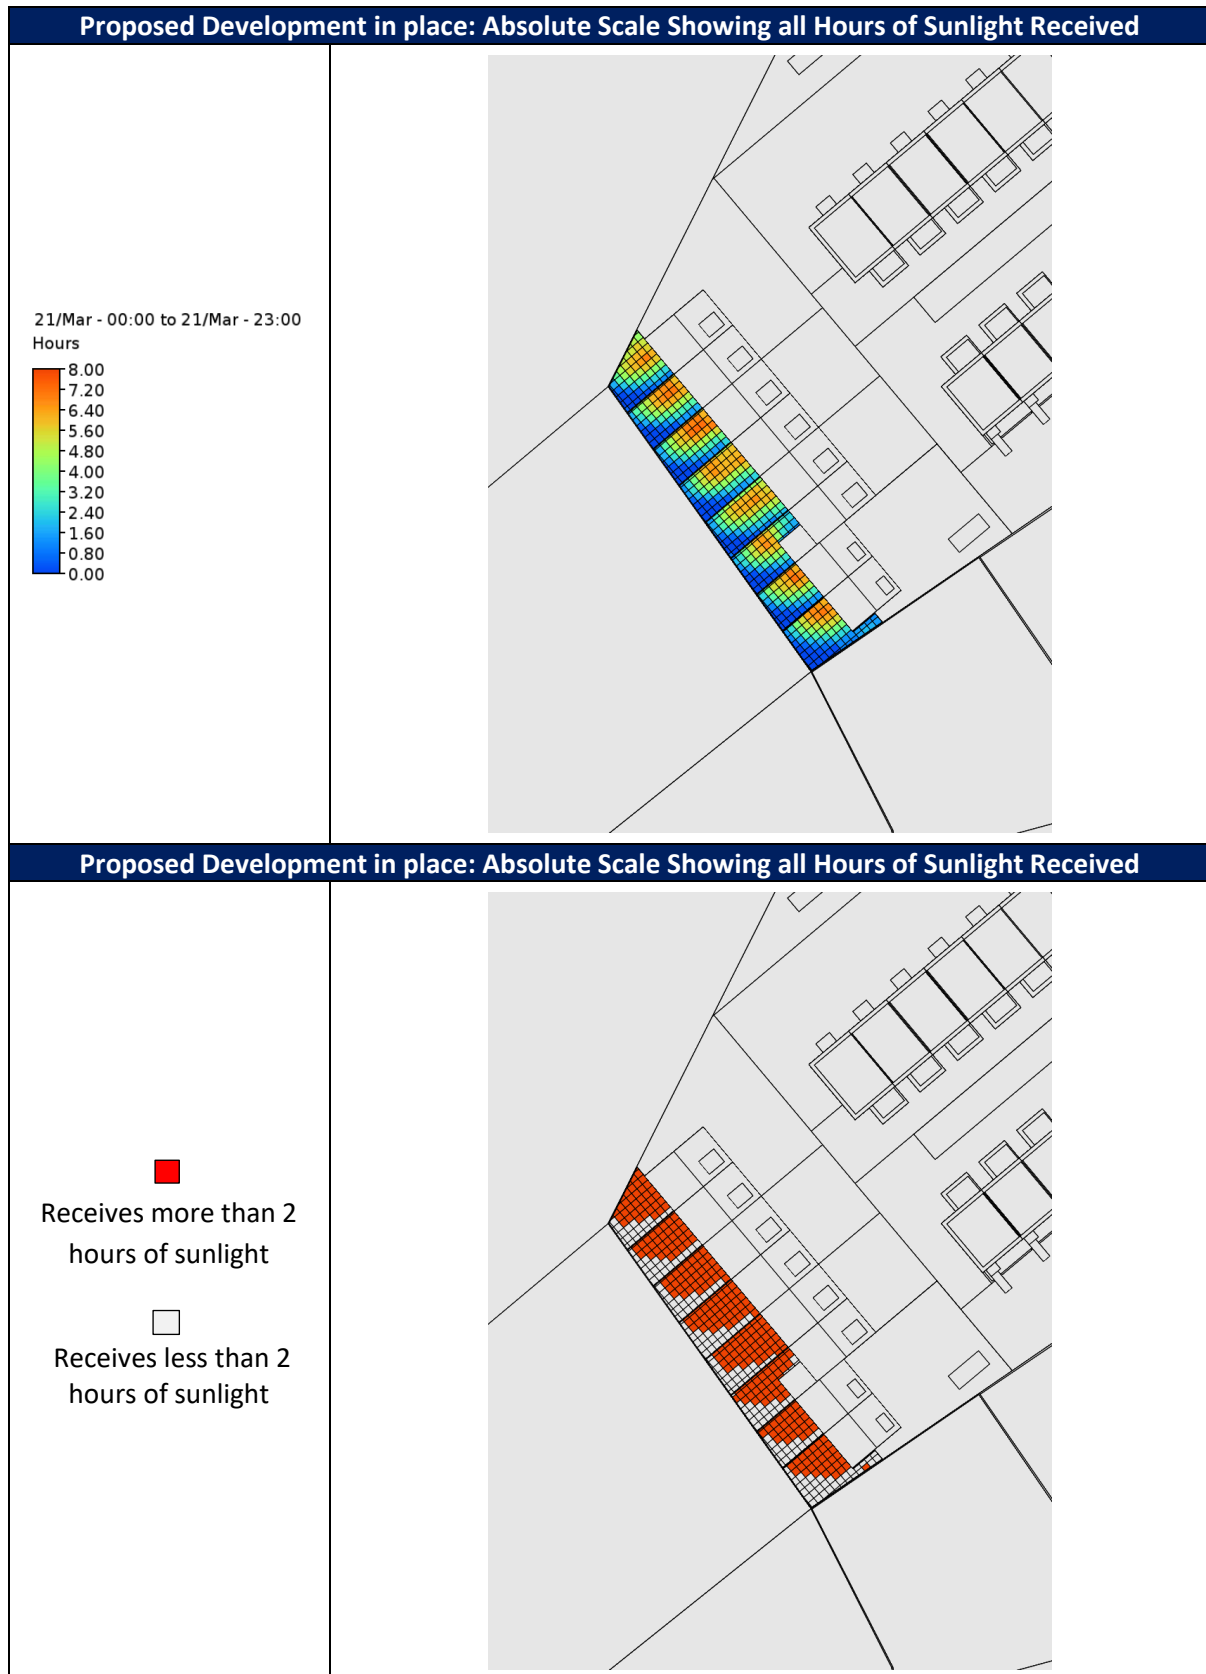 Proposed Development in place: Absolute Scale Showing all Hours of Sunlight Received
21/Mar - 00:00 to 21/Mar - 23:00
Hours
8.00
7.20
6.40
5.60
4.80
4.00
3.20
2.40
1.60
0.80
0.00
Proposed Development in place: Absolute Scale Showing all Hours of Sunlight Received
Receives more than 2
hours of sunlight
Receives less than 2
hours of sunlight